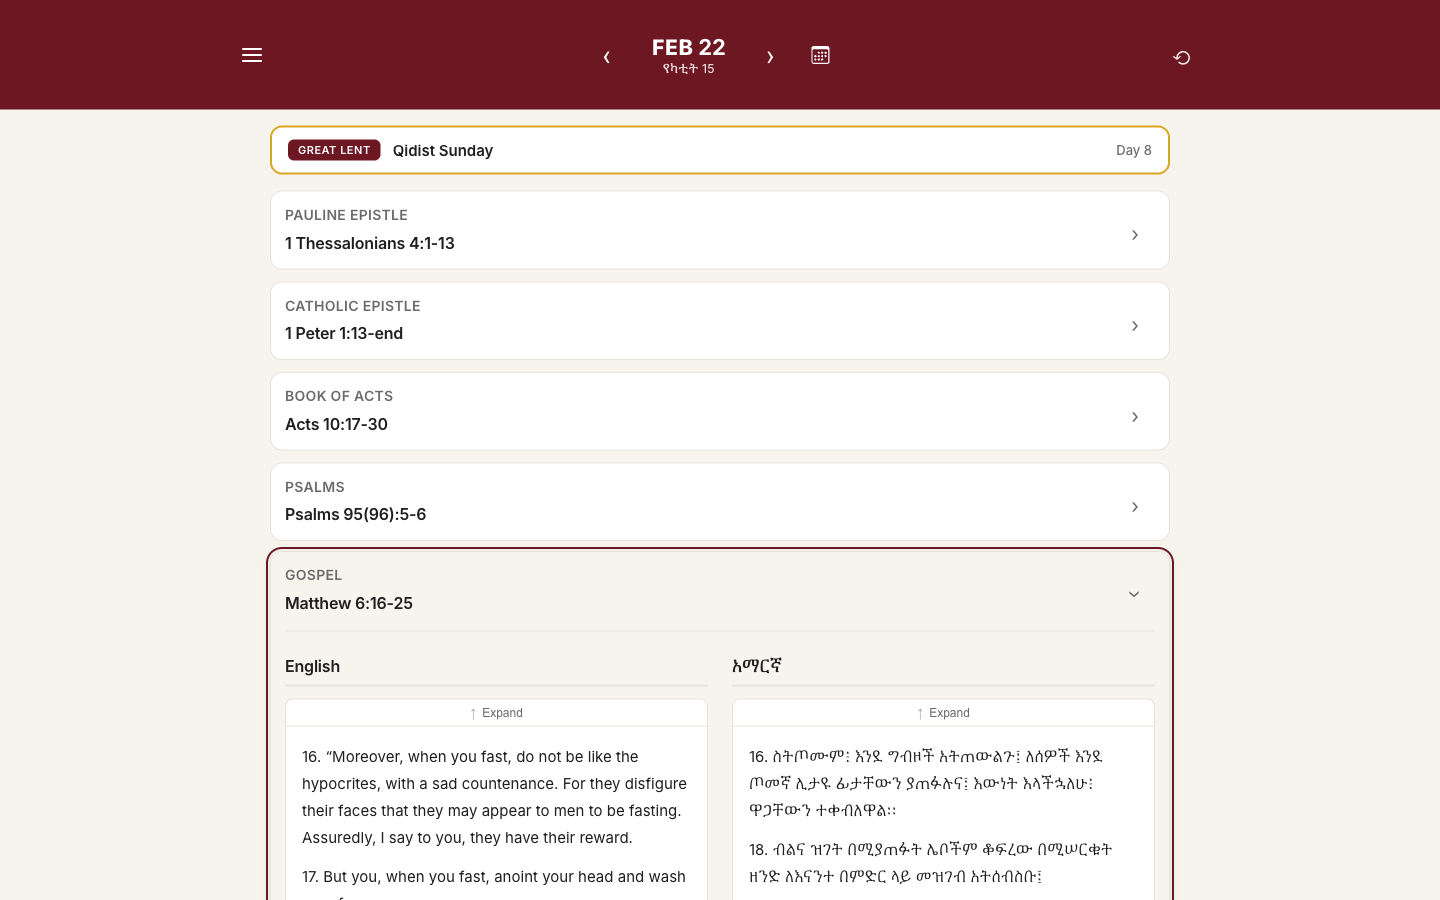 FEB 22
የካቲት 15
GREAT LENT Qidist Sunday Day 8
PAULINE EPISTLE
1 Thessalonians 4:1-13
CATHOLIC EPISTLE
1 Peter 1:13-end
BOOK OF ACTS
Acts 10:17-30
PSALMS
Psalms 95(96):5-6
GOSPEL
Matthew 6:16-25
English
↑ Expand
16. “Moreover, when you fast, do not be like the
hypocrites, with a sad countenance. For they disfigure
their faces that they may appear to men to be fasting.
Assuredly, I say to you, they have their reward.
17. But you, when you fast, anoint your head and wash
አማርኛ
↑ Expand
16. ስትጦሙም፤ እንደ ግብዞች አትጠውልጉ፤ ለሰዎች እንደ
ጦመኛ ሊታዩ ፊታቸውን ያጠፉሉና፤ እውነት እላችኋለሁ፤
ዋጋቸውን ተቀብለዋል፡፡
18. ብልና ዝገት በሚያጠፉት ሌቦችም ቆፍረው በሚሠርቁት
ዘንድ ለእናንተ በምድር ላይ መዝገብ አትሰብስቡ፤